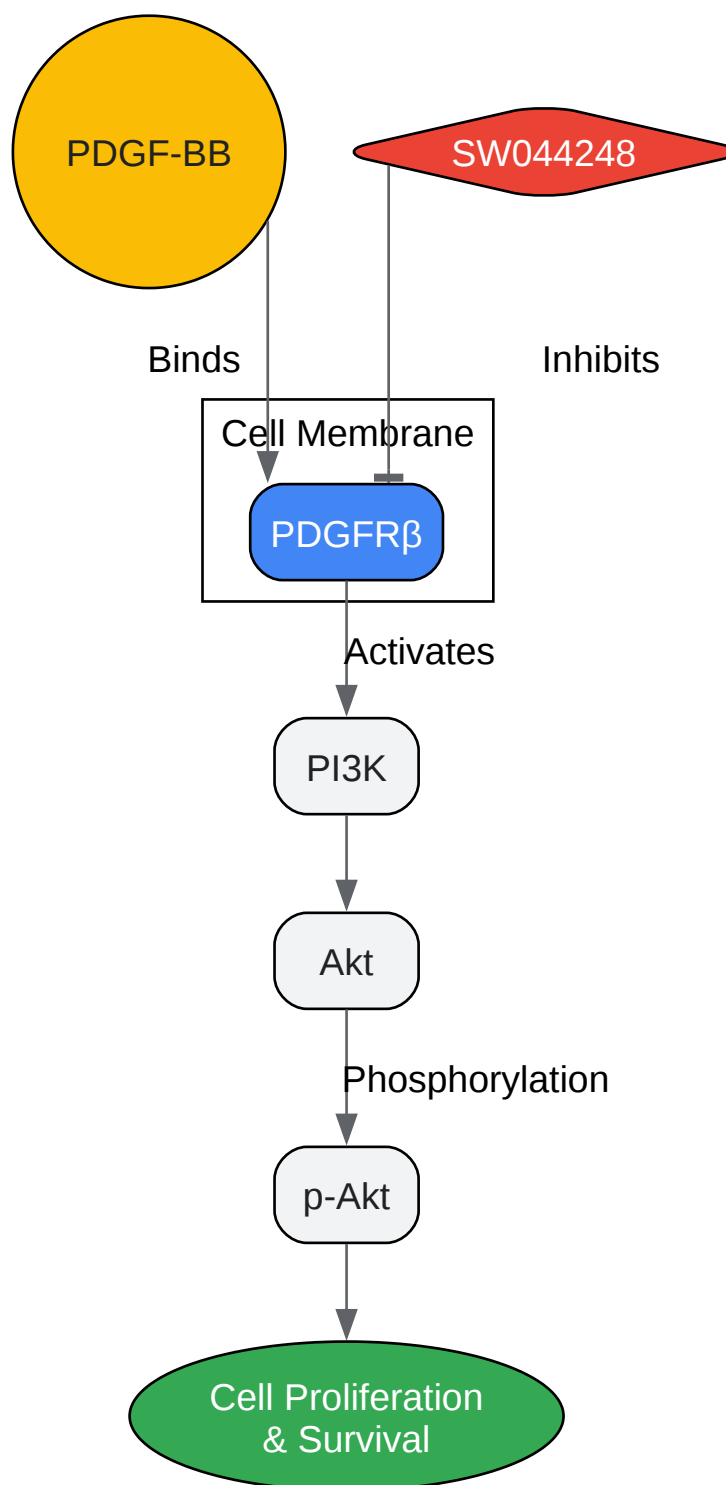 PDGF-BB
SW044248
Binds
Inhibits
Cell Membrane
PDGFRβ
Activates
PI3K
Akt
Phosphorylation
p-Akt
Cell Proliferation
& Survival